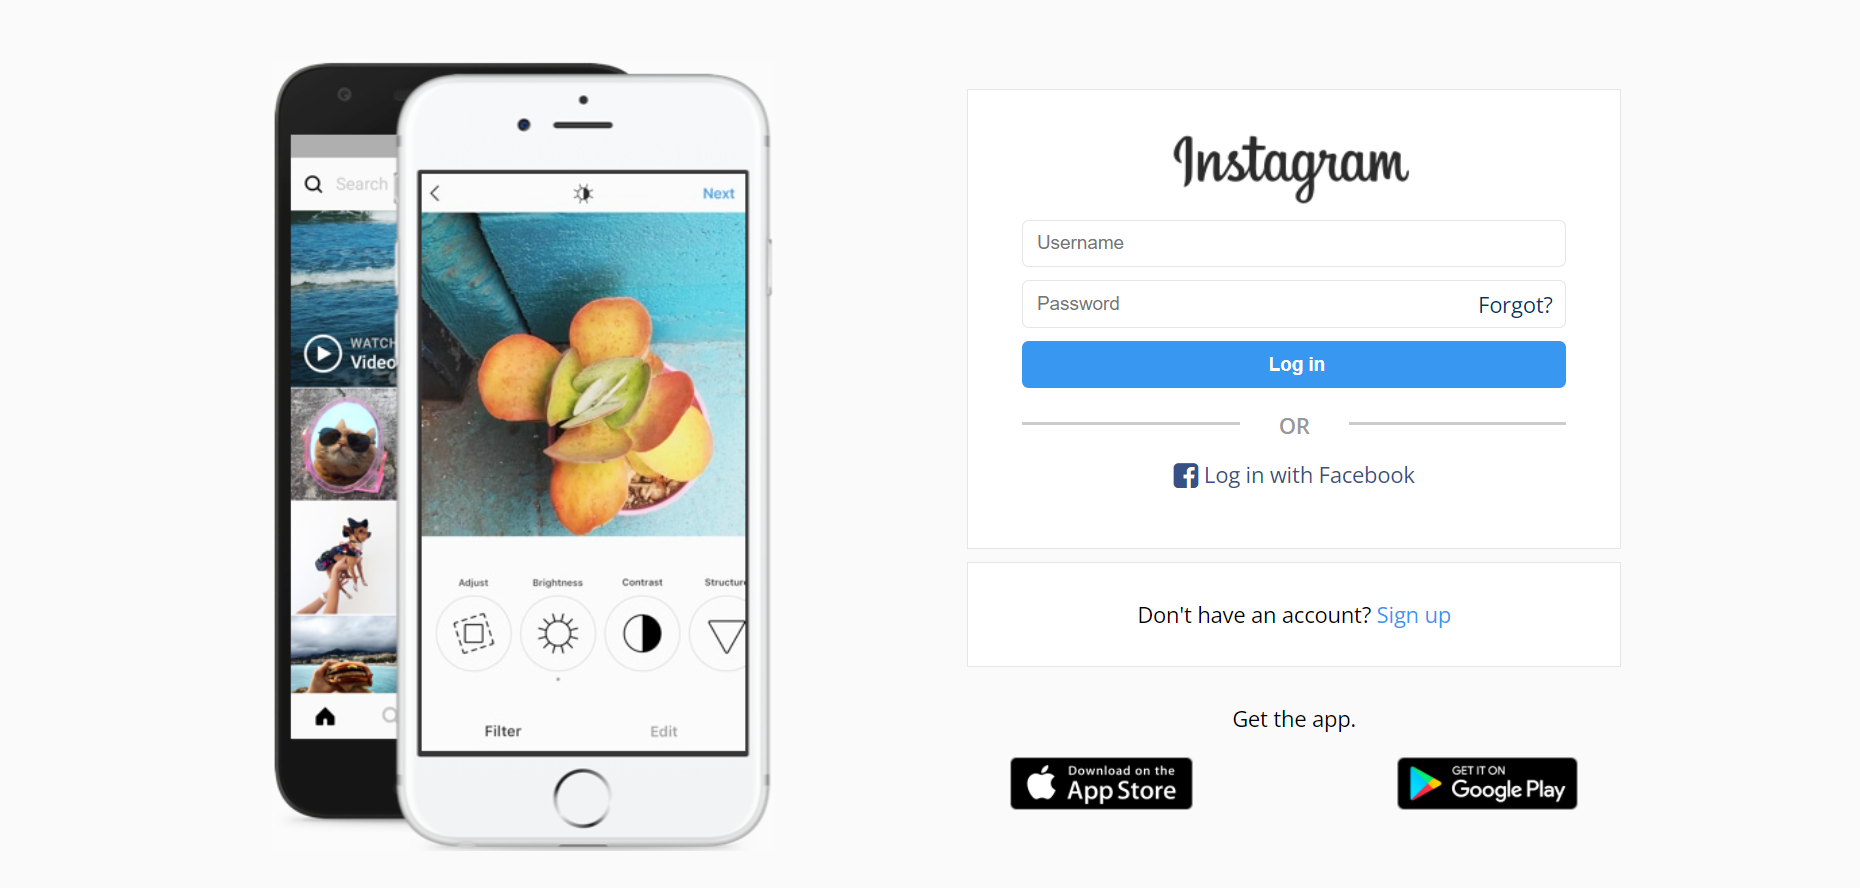 Search
WATCH
Video
Next
Adjust
Brightness
Contrast
Structur
Filter
Edit
Instagram
Username
Password
Forgot?
Log in
OR
Log in with Facebook
Don't have an account? Sign up
Get the app.
Download on the
App Store
GET IT ON
Google Play